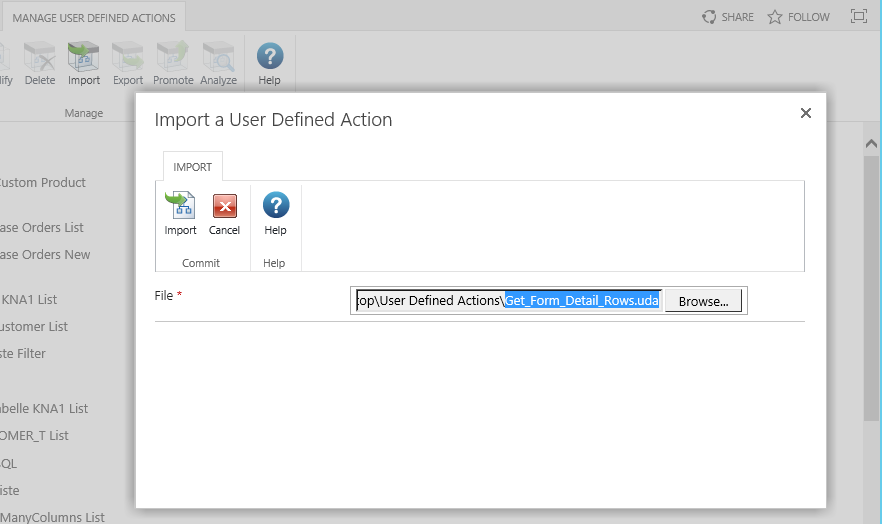 MANAGE USER DEFINED ACTIONS
SHARE FOLLOW
Delete Import Export Promote Analyze Help
Manage
Import a User Defined Action
IMPORT
Import Cancel Help
Commit Help
File *
op\User Defined Actions\Get_Form_Detail_Rows.uda Browse...
ustom Product
ase Orders List
ase Orders New
KNA1 List
ustomer List
te Filter
belle KNA1 List
OMER_T List
QL
iste
ManyColumns List